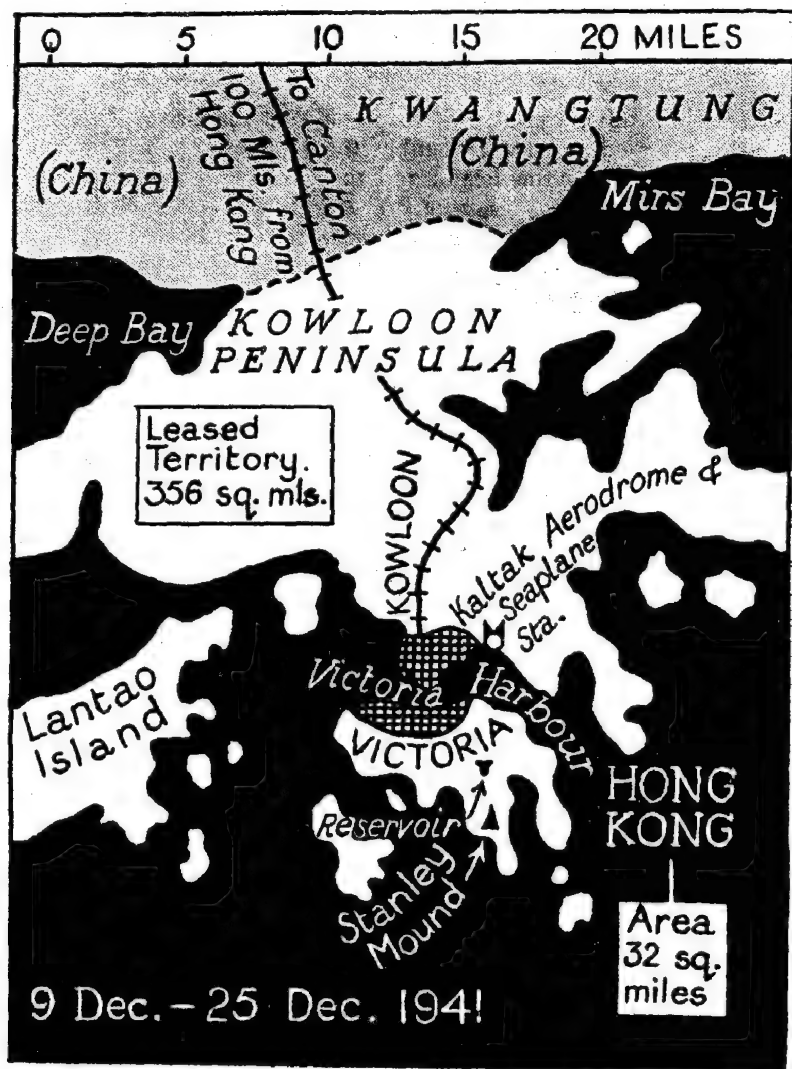 0 5 10 15 20 MILES
To Canton
100 Mls from
Hong Kong
KWANGTUNG
(China)
(China)
Mirs Bay
Deep Bay
KOWLOON
PENINSULA
Leased
Territory.
356 sq. mls.
KOWLOON
Kaltak Aerodrome &
Seaplane
Sta.
Victoria Harbour
Lantao
Island
VICTORIA
HONG
KONG
Reservoir
Stanley
Mound
Area
32 sq.
miles
9 Dec. – 25 Dec. 194!